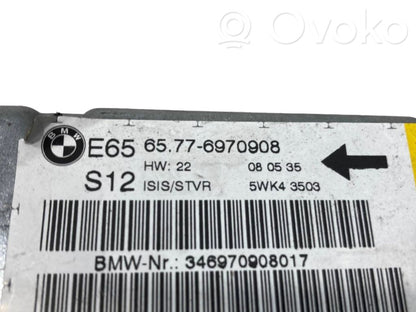 OVOKO
BMW E65 65.77-6970908
HW: 22 08 05 35
S12 ISIS/STVR 5WK4 3503
BMW-Nr.: 346970908017